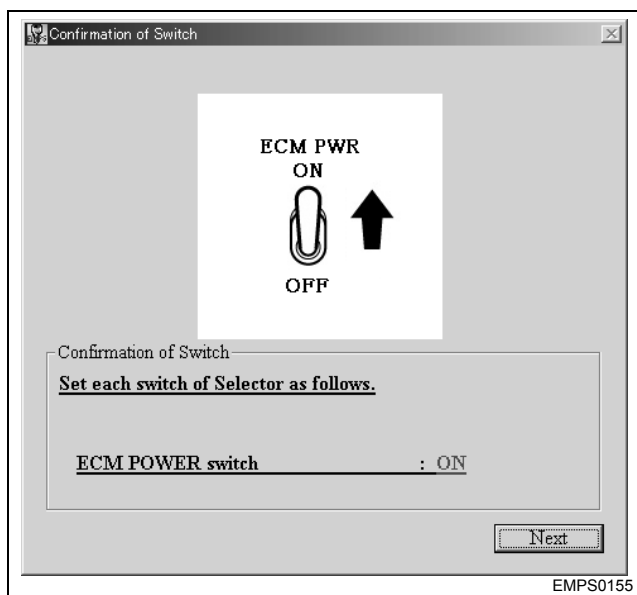 Confirmation of Switch
ECM PWR
ON
OFF
Confirmation of Switch
Set each switch of Selector as follows.
ECM POWER switch : ON
Next
EMPS0155